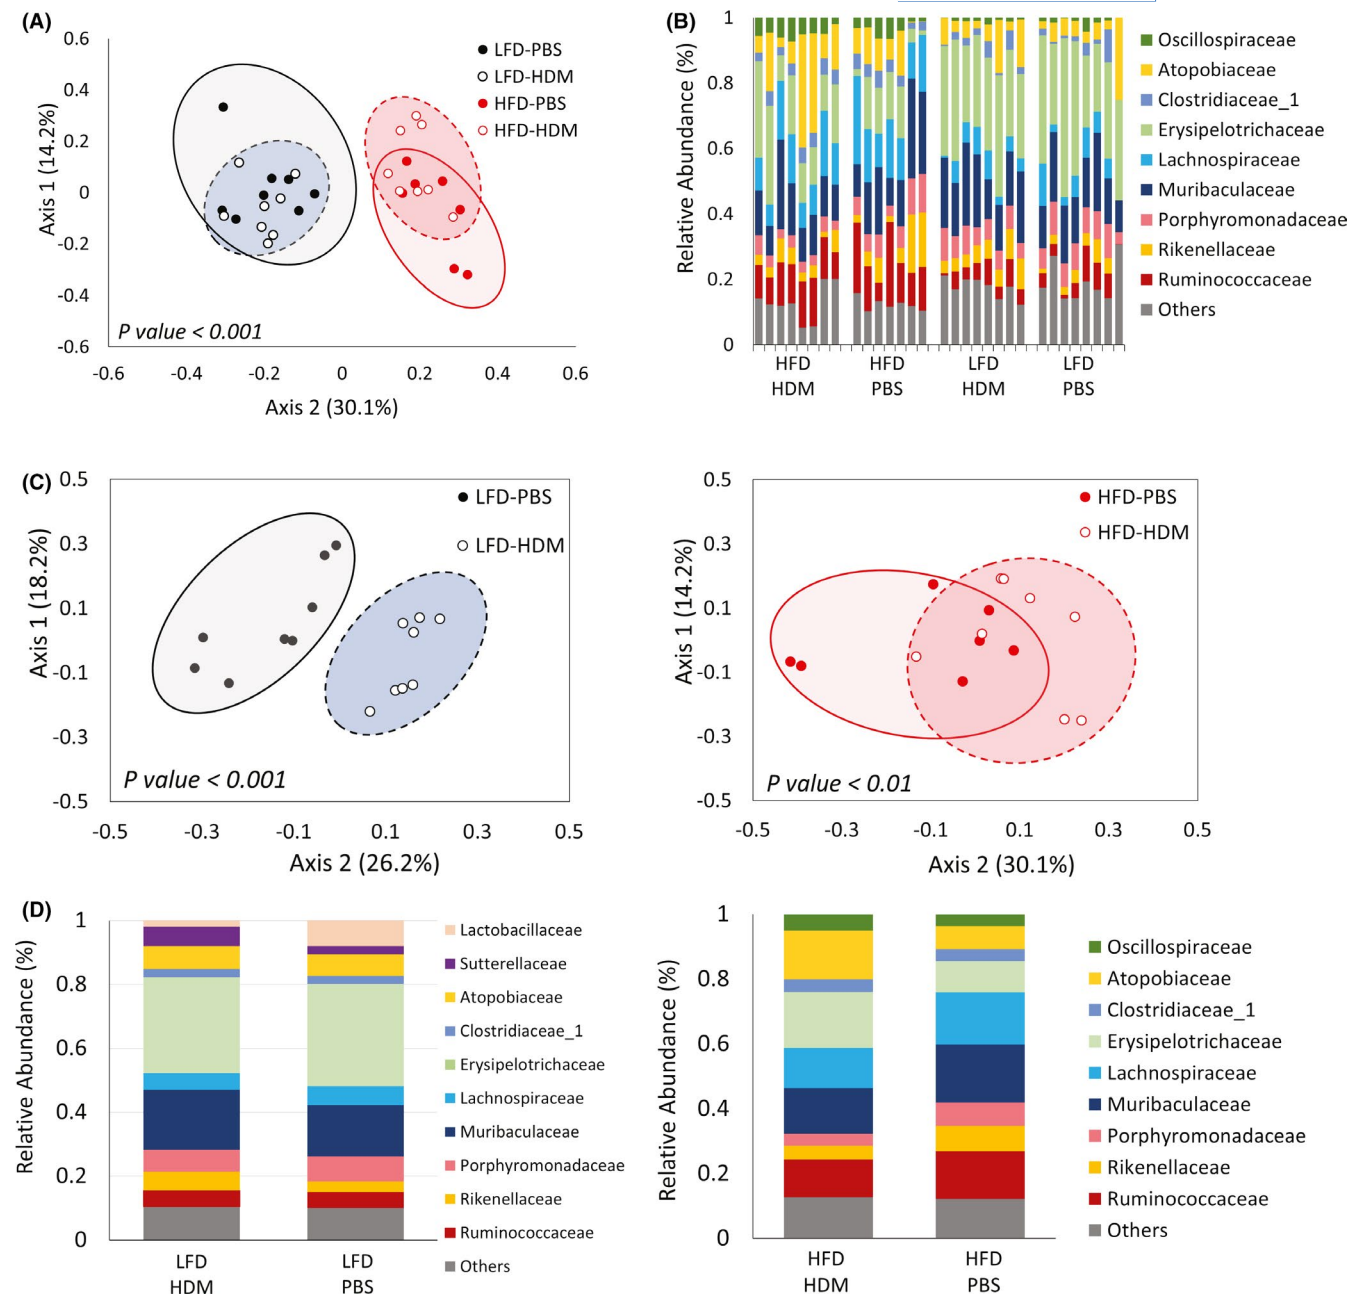 (A)
0.6
0.4
0.2
0
-0.2
-0.4
-0.6
Axis 1 (14.2%)
LFD-PBS
LFD-HDM
HFD-PBS
HFD-HDM
P value < 0.001
-0.6 -0.4 -0.2 0 0.2 0.4 0.6
Axis 2 (30.1%)
(B)
1
0.8
0.6
0.4
0.2
0
Relative Abundance (%)
HFD HFD LFD LFD
HDM PBS HDM PBS
Oscillospiraceae
Atopobiaceae
Clostridiaceae_1
Erysipelotrichaceae
Lachnospiraceae
Muribaculaceae
Porphyromonadaceae
Rikenellaceae
Ruminococcaceae
Others
(C)
0.5
0.3
0.1
-0.1
-0.3
-0.5
Axis 1 (18.2%)
LFD-PBS
LFD-HDM
P value < 0.001
-0.5 -0.3 -0.1 0.1 0.3 0.5
Axis 2 (26.2%)
0.5
0.3
0.1
-0.1
-0.3
-0.5
Axis 1 (14.2%)
HFD-PBS
HFD-HDM
P value < 0.01
-0.5 -0.3 -0.1 0.1 0.3 0.5
Axis 2 (30.1%)
(D)
1
0.8
0.6
0.4
0.2
0
Relative Abundance (%)
LFD LFD
HDM PBS
Lactobacillaceae
Sutterellaceae
Atopobiaceae
Clostridiaceae_1
Erysipelotrichaceae
Lachnospiraceae
Muribaculaceae
Porphyromonadaceae
Rikenellaceae
Ruminococcaceae
Others
1
0.8
0.6
0.4
0.2
0
Relative Abundance (%)
HFD HFD
HDM PBS
Oscillospiraceae
Atopobiaceae
Clostridiaceae_1
Erysipelotrichaceae
Lachnospiraceae
Muribaculaceae
Porphyromonadaceae
Rikenellaceae
Ruminococcaceae
Others